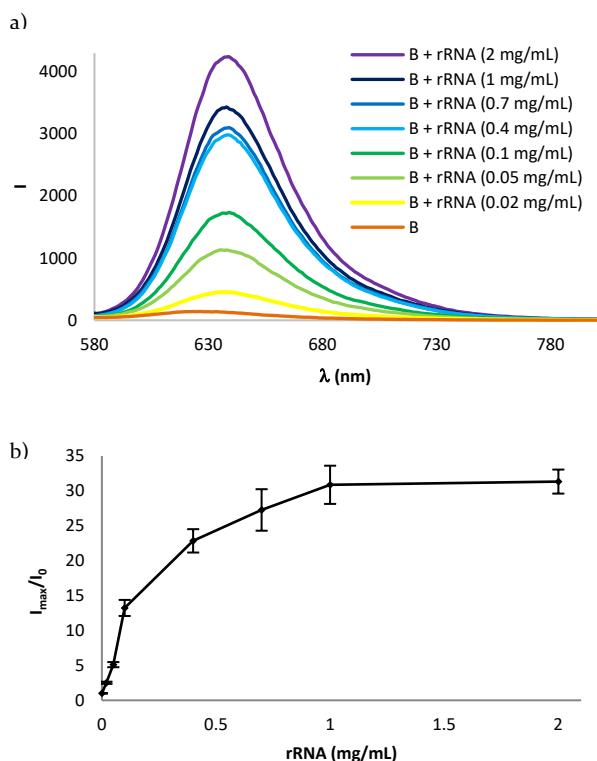 a)
4000
3000
2000
1000
0
I
580
630
680
730
780
λ (nm)
B + rRNA (2 mg/mL)
B + rRNA (1 mg/mL)
B + rRNA (0.7 mg/mL)
B + rRNA (0.4 mg/mL)
B + rRNA (0.1 mg/mL)
B + rRNA (0.05 mg/mL)
B + rRNA (0.02 mg/mL)
B
b)
35
30
25
20
15
10
5
0
Imax/I0
0
0.5
1
1.5
2
rRNA (mg/mL)